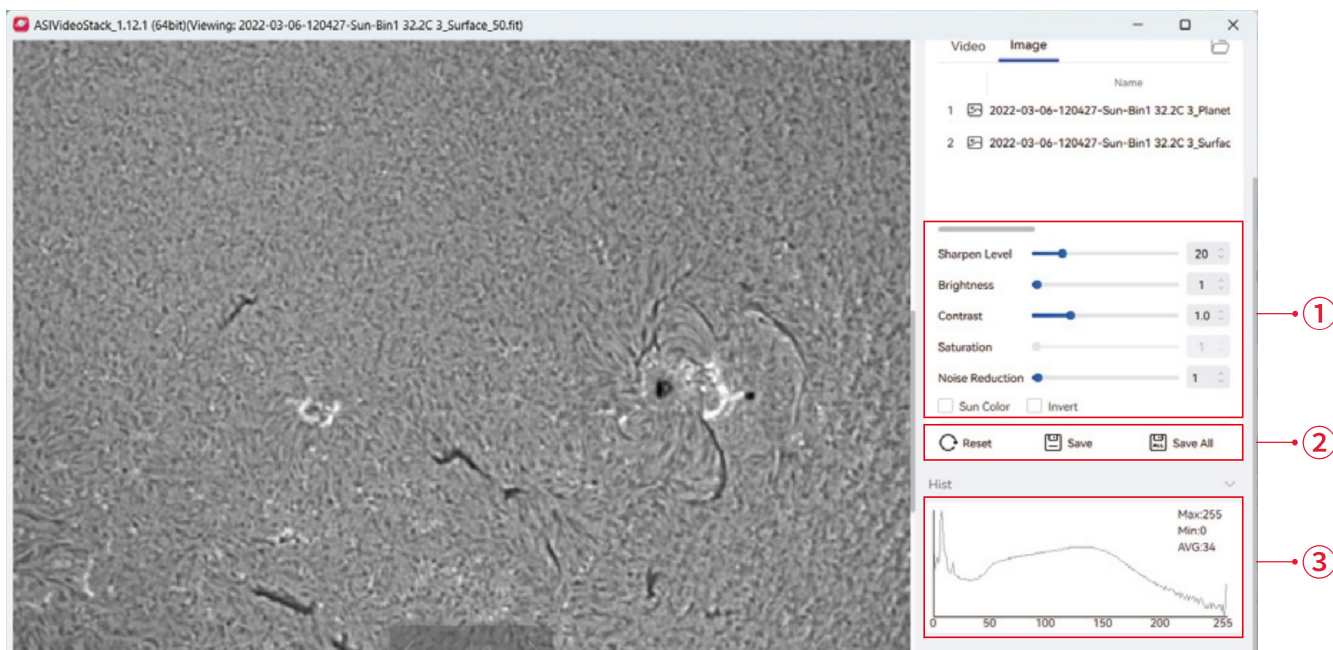 ASIVideoStack_1.12.1 (64bit)(Viewing: 2022-03-06-120427-Sun-Bin1 32.2C 3_Surface_50.fit)
Video Image
Name
1 2022-03-06-120427-Sun-Bin1 32.2C 3_Planet
2 2022-03-06-120427-Sun-Bin1 32.2C 3_Surfac
Sharpen Level 20
Brightness 1
Contrast 1.0
Saturation 1
Noise Reduction 1
Sun Color Invert
①
Reset Save Save All
②
Hist
Max:255
Min:0
AVG:34
③
0 50 100 150 200 255